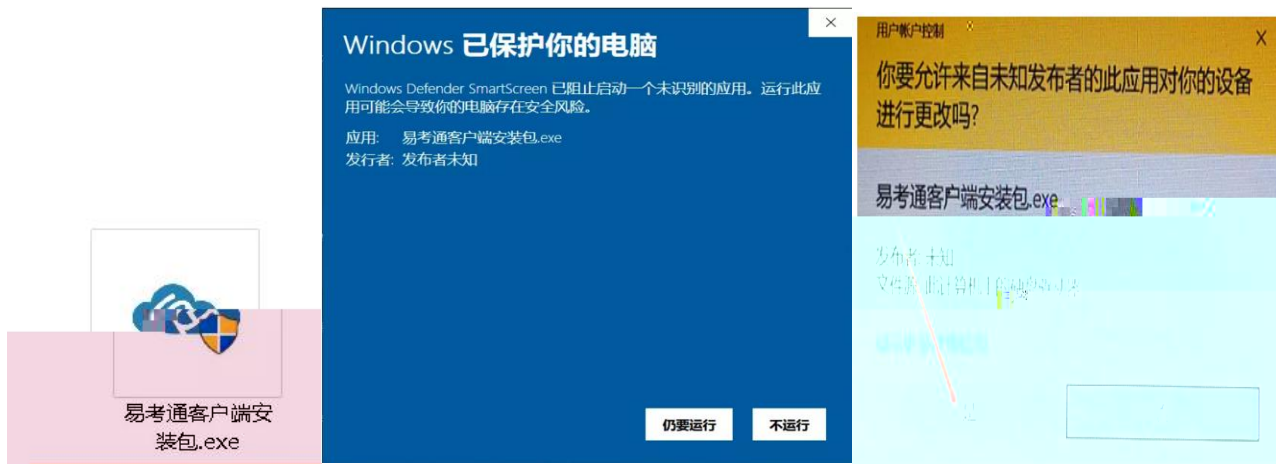 易考通客户端安
装包.exe
Windows 已保护你的电脑
Windows Defender SmartScreen 已阻止启动一个未识别的应用。运行此应
用可能会导致你的电脑存在安全风险。
应用: 易考通客户端安装包.exe
发行者: 发布者未知
仍要运行
不运行
用户帐户控制
你要允许来自未知发布者的此应用对你的设备
进行更改吗?
易考通客户端安装包.exe
发布者: 未知
是